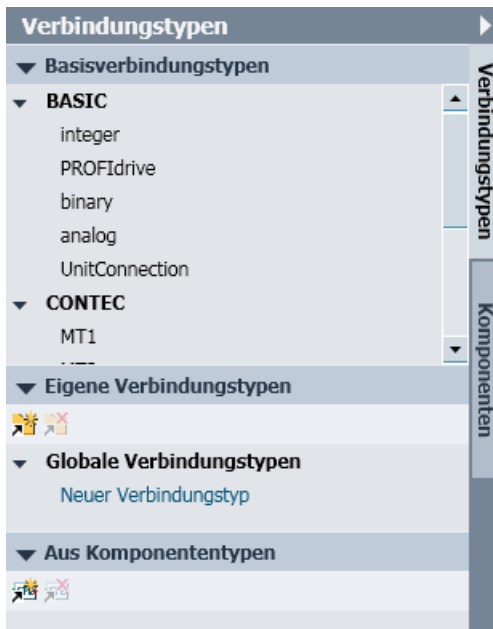 Verbindungstypen
Basisverbindungstypen
BASIC
integer
PROFIdrive
binary
analog
UnitConnection
CONTEC
MT1
Eigene Verbindungstypen
Globale Verbindungstypen
Neuer Verbindungstyp
Aus Komponententypen
Verbindungstypen
Komponenten